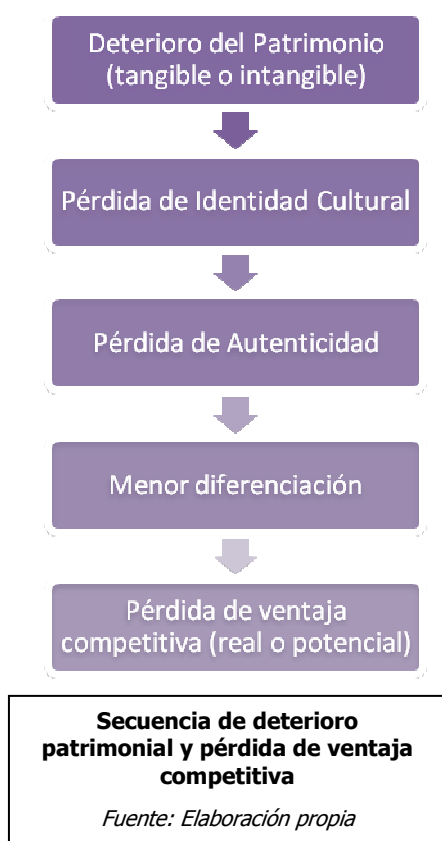 Deterioro del Patrimonio
(tangible o intangible)
Pérdida de Identidad Cultural
Pérdida de Autenticidad
Menor diferenciación
Pérdida de ventaja
competitiva (real o potencial)
Secuencia de deterioro
patrimonial y pérdida de ventaja
competitiva
Fuente: Elaboración propia